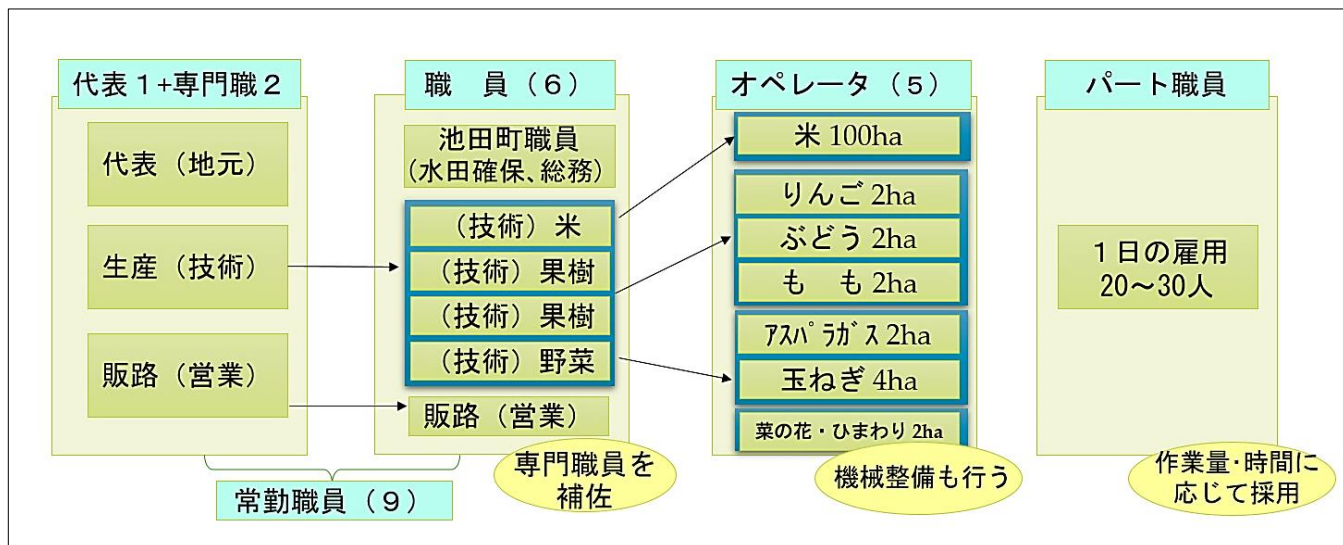 代表１+専門職２
代表（地元）
生産（技術）
販路（営業）
職　員（６）
池田町職員
(水田確保､総務)
（技術）米
（技術）果樹
（技術）果樹
（技術）野菜
販路（営業）
専門職員を
補佐
常勤職員（９）
オペレータ（5）
米 100ha
りんご 2ha
ぶどう 2ha
も　も 2ha
ｱｽﾊﾟﾗｶﾞｽ 2ha
玉ねぎ 4ha
菜の花・ひまわり 2ha
機械整備も行う
パート職員
１日の雇用
20～30人
作業量･時間に
応じて採用